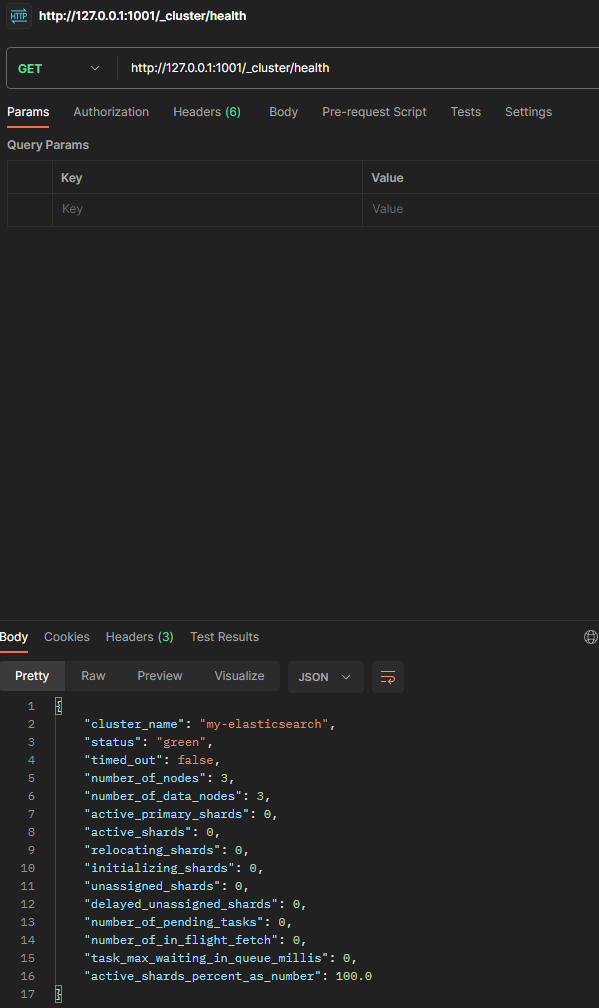 HTTP http://127.0.0.1:1001/_cluster/health
GET http://127.0.0.1:1001/_cluster/health
Params Authorization Headers (6) Body Pre-request Script Tests Settings
Query Params
Key Value
Key Value
Body Cookies Headers (3) Test Results
Pretty Raw Preview Visualize JSON
1 {
2 "cluster_name": "my-elasticsearch",
3 "status": "green",
4 "timed_out": false,
5 "number_of_nodes": 3,
6 "number_of_data_nodes": 3,
7 "active_primary_shards": 0,
8 "active_shards": 0,
9 "relocating_shards": 0,
10 "initializing_shards": 0,
11 "unassigned_shards": 0,
12 "delayed_unassigned_shards": 0,
13 "number_of_pending_tasks": 0,
14 "number_of_in_flight_fetch": 0,
15 "task_max_waiting_in_queue_millis": 0,
16 "active_shards_percent_as_number": 100.0
17 }